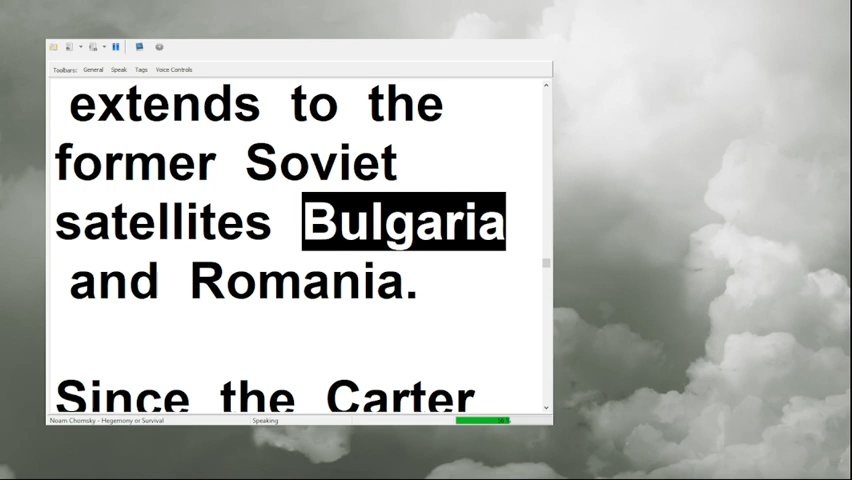 Toolbars: General Speak Tags Voice Controls
extends to the
former Soviet
satellites Bulgaria
and Romania.
Since the Carter
Noam Chomsky - Hegemony or Survival Speaking